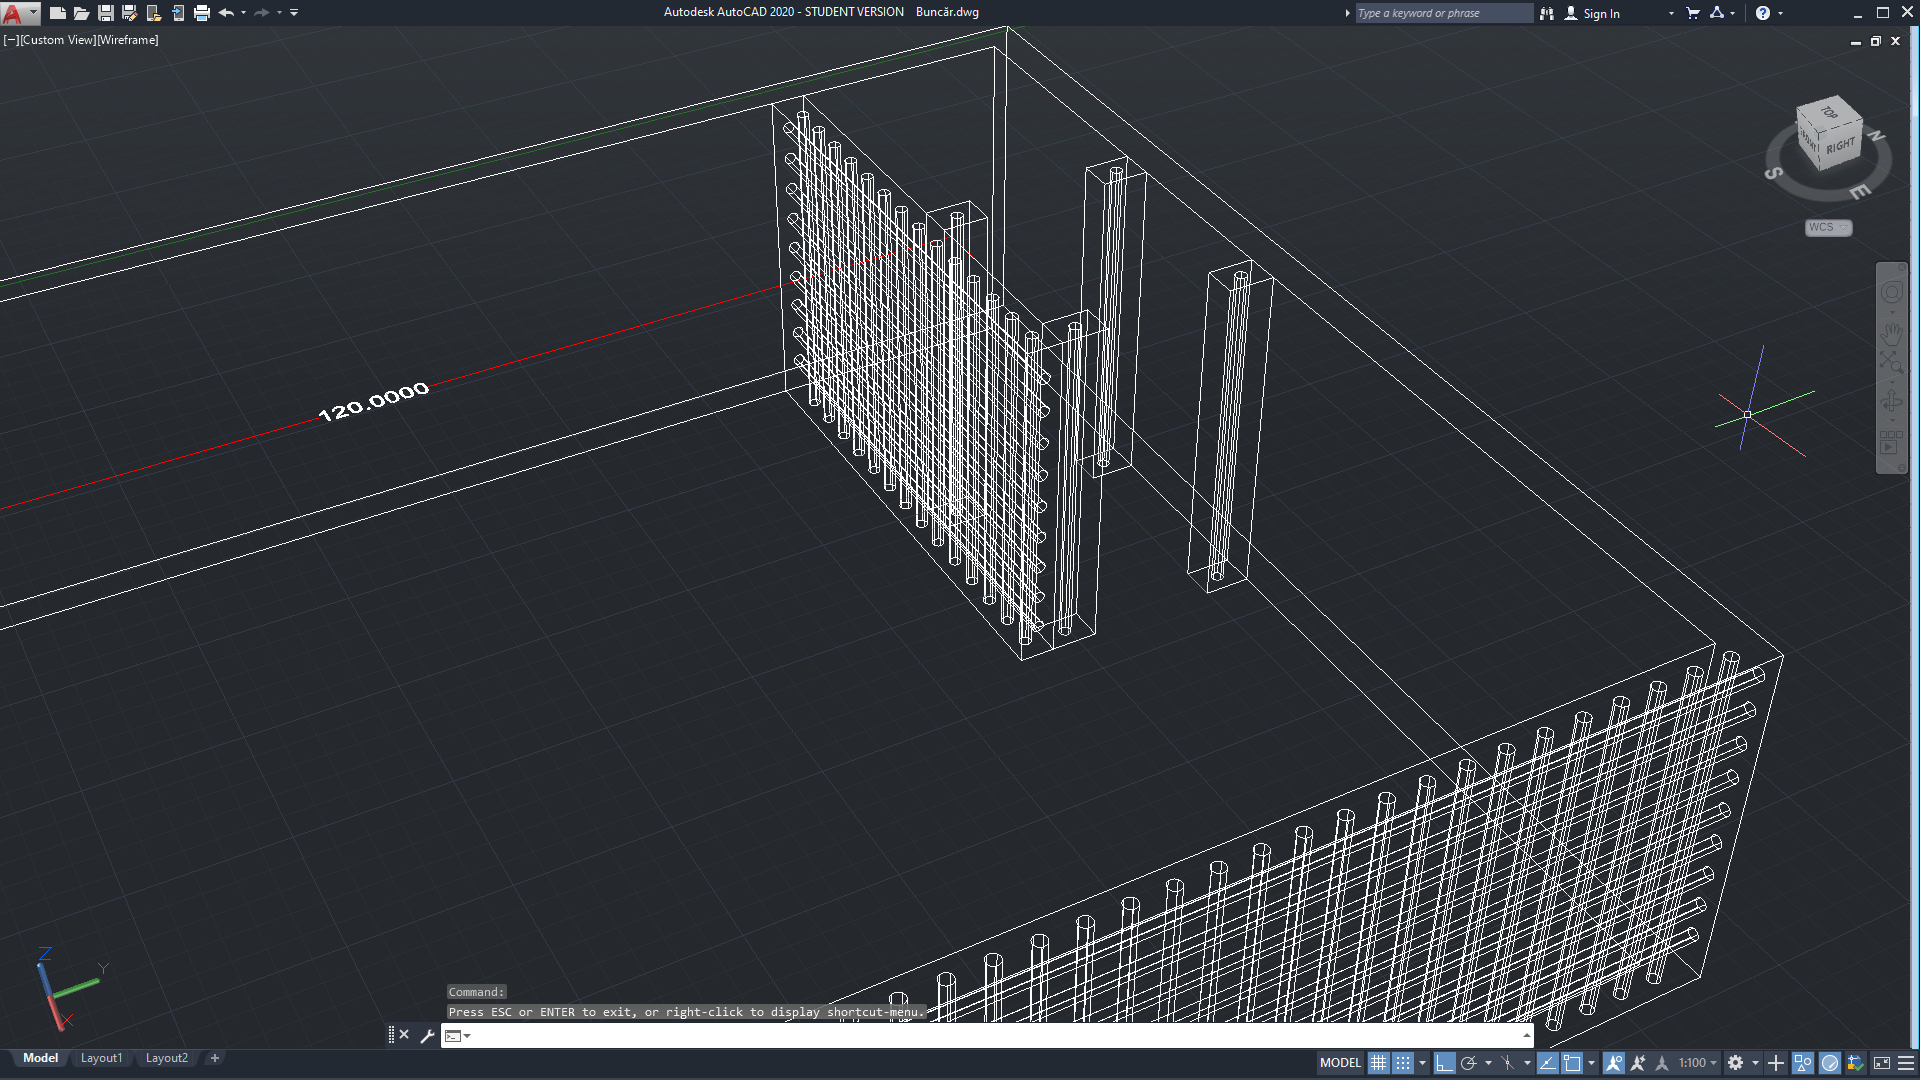 Autodesk AutoCAD 2020 - STUDENT VERSION Buncăr.dwg
Type a keyword or phrase
Sign In
[−][Custom View][Wireframe]
TOP
RIGHT
N
S
E
WCS
120.0000
Z
Y
X
Command:
Press ESC or ENTER to exit, or right-click to display shortcut-menu.
Model Layout1 Layout2 +
MODEL
1:100